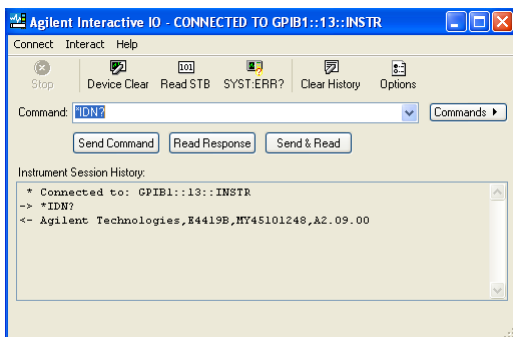 Agilent Interactive IO - CONNECTED TO GPIB1::13::INSTR
Connect Interact Help
101
Stop Device Clear Read STB SYST:ERR? Clear History Options
Command: *IDN? Commands
Send Command Read Response Send & Read
Instrument Session History:
* Connected to: GPIB1::13::INSTR
-> *IDN?
<- Agilent Technologies,E4419B,MY45101248,A2.09.00